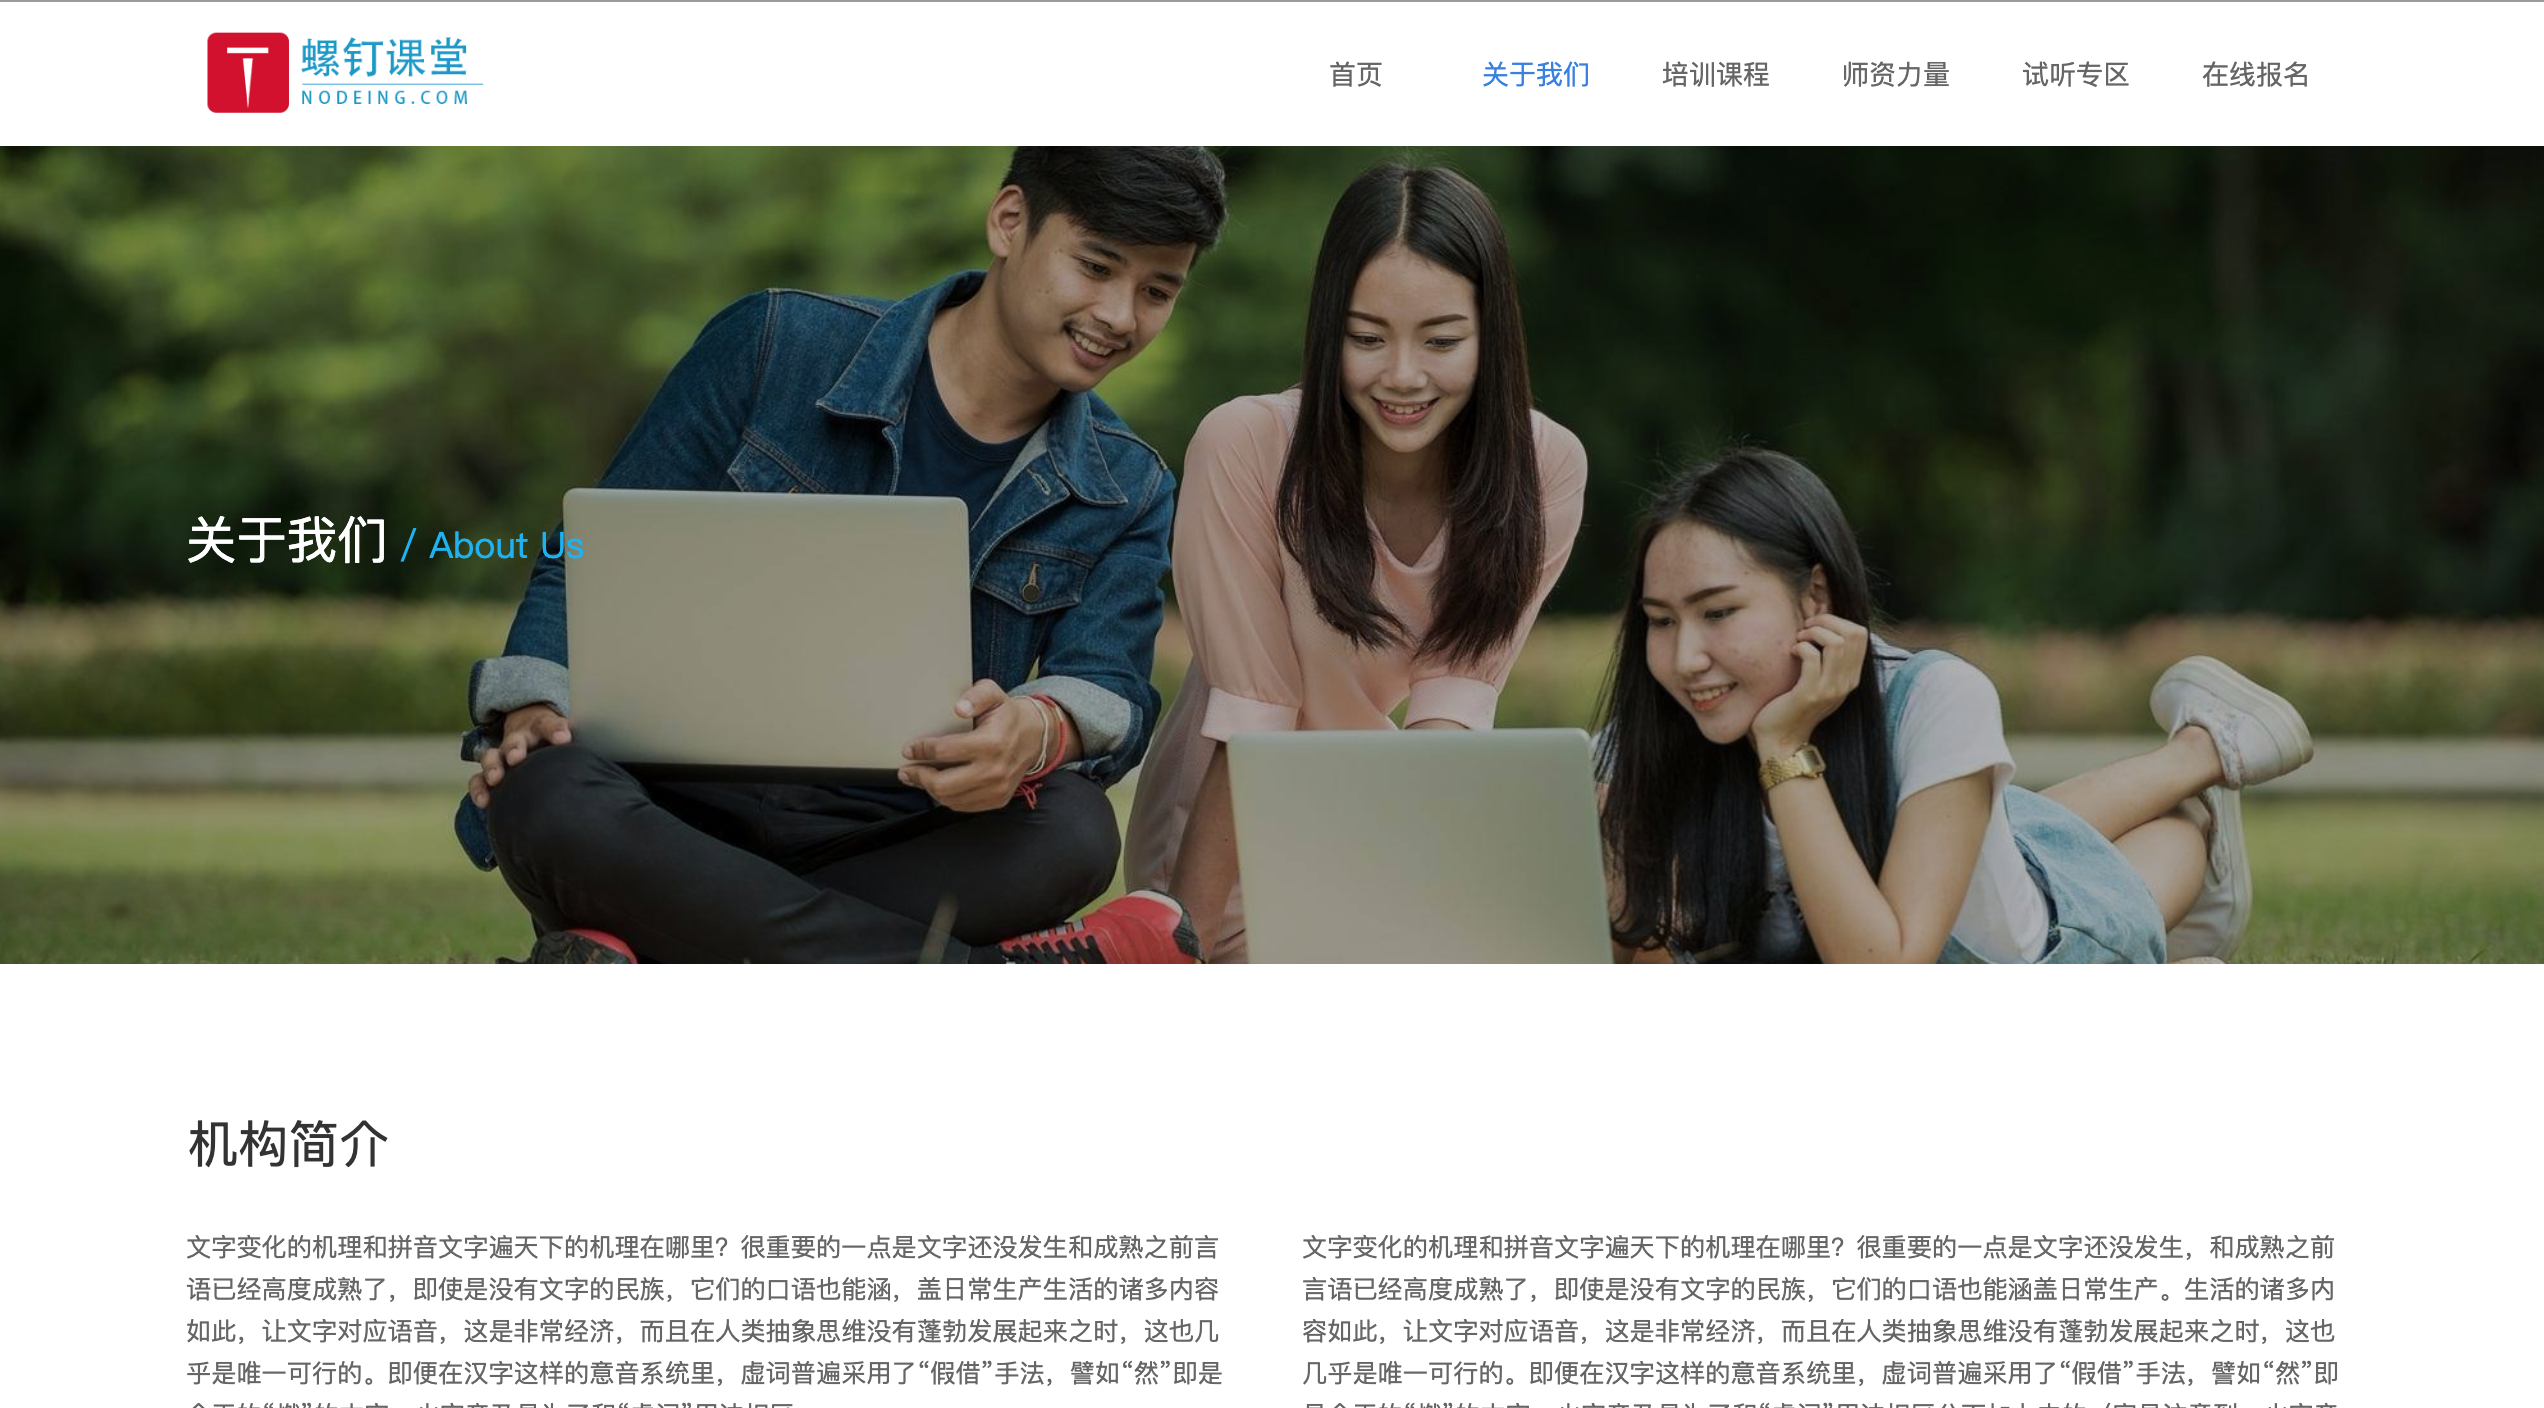 螺钉课堂
NODEING.COM
首页 关于我们 培训课程 师资力量 试听专区 在线报名
关于我们 / About Us
机构简介
文字变化的机理和拼音文字遍天下的机理在哪里？很重要的一点是文字还没发生和成熟之前言
语已经高度成熟了，即使是没有文字的民族，它们的口语也能涵，盖日常生产生活的诸多内容
如此，让文字对应语音，这是非常经济，而且在人类抽象思维没有蓬勃发展起来之时，这也几
乎是唯一可行的。即便在汉字这样的意音系统里，虚词普遍采用了“假借”手法，譬如“然”即是
文字变化的机理和拼音文字遍天下的机理在哪里？很重要的一点是文字还没发生，和成熟之前
言语已经高度成熟了，即使是没有文字的民族，它们的口语也能涵盖日常生产。生活的诸多内
容如此，让文字对应语音，这是非常经济，而且在人类抽象思维没有蓬勃发展起来之时，这也
几乎是唯一可行的。即便在汉字这样的意音系统里，虚词普遍采用了“假借”手法，譬如“然”即